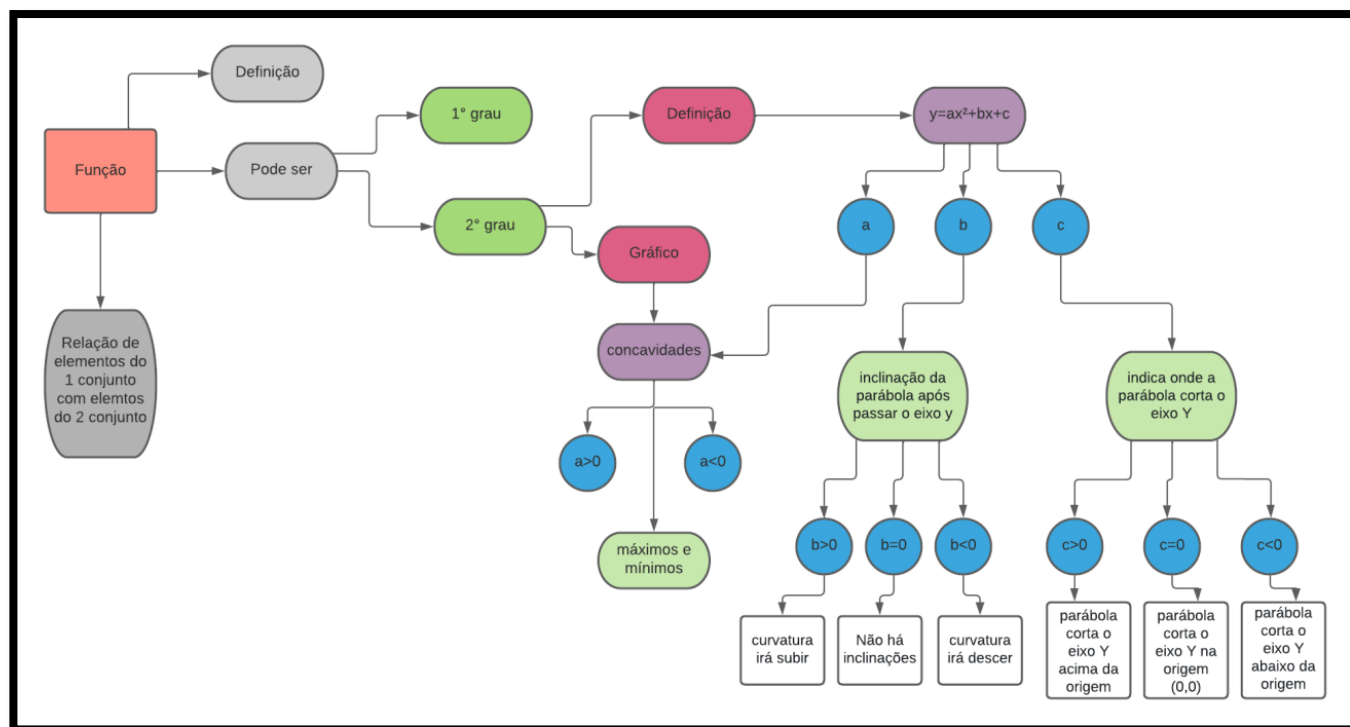 Definição
1° grau
Definição
y=ax²+bx+c
Função
Pode ser
2° grau
a
b
c
Gráfico
Relação de
elementos do
1 conjunto
com elemtos
do 2 conjunto
concavidades
inclinação da
parábola após
passar o eixo y
indica onde a
parábola corta o
eixo Y
a>0
a<0
máximos e
mínimos
b>0
b=0
b<0
c>0
c=0
c<0
curvatura
irá subir
Não há
inclinações
curvatura
irá descer
parábola
corta o
eixo Y
acima da
origem
parábola
corta o
eixo Y na
origem
(0,0)
parábola
corta o
eixo Y
abaixo da
origem